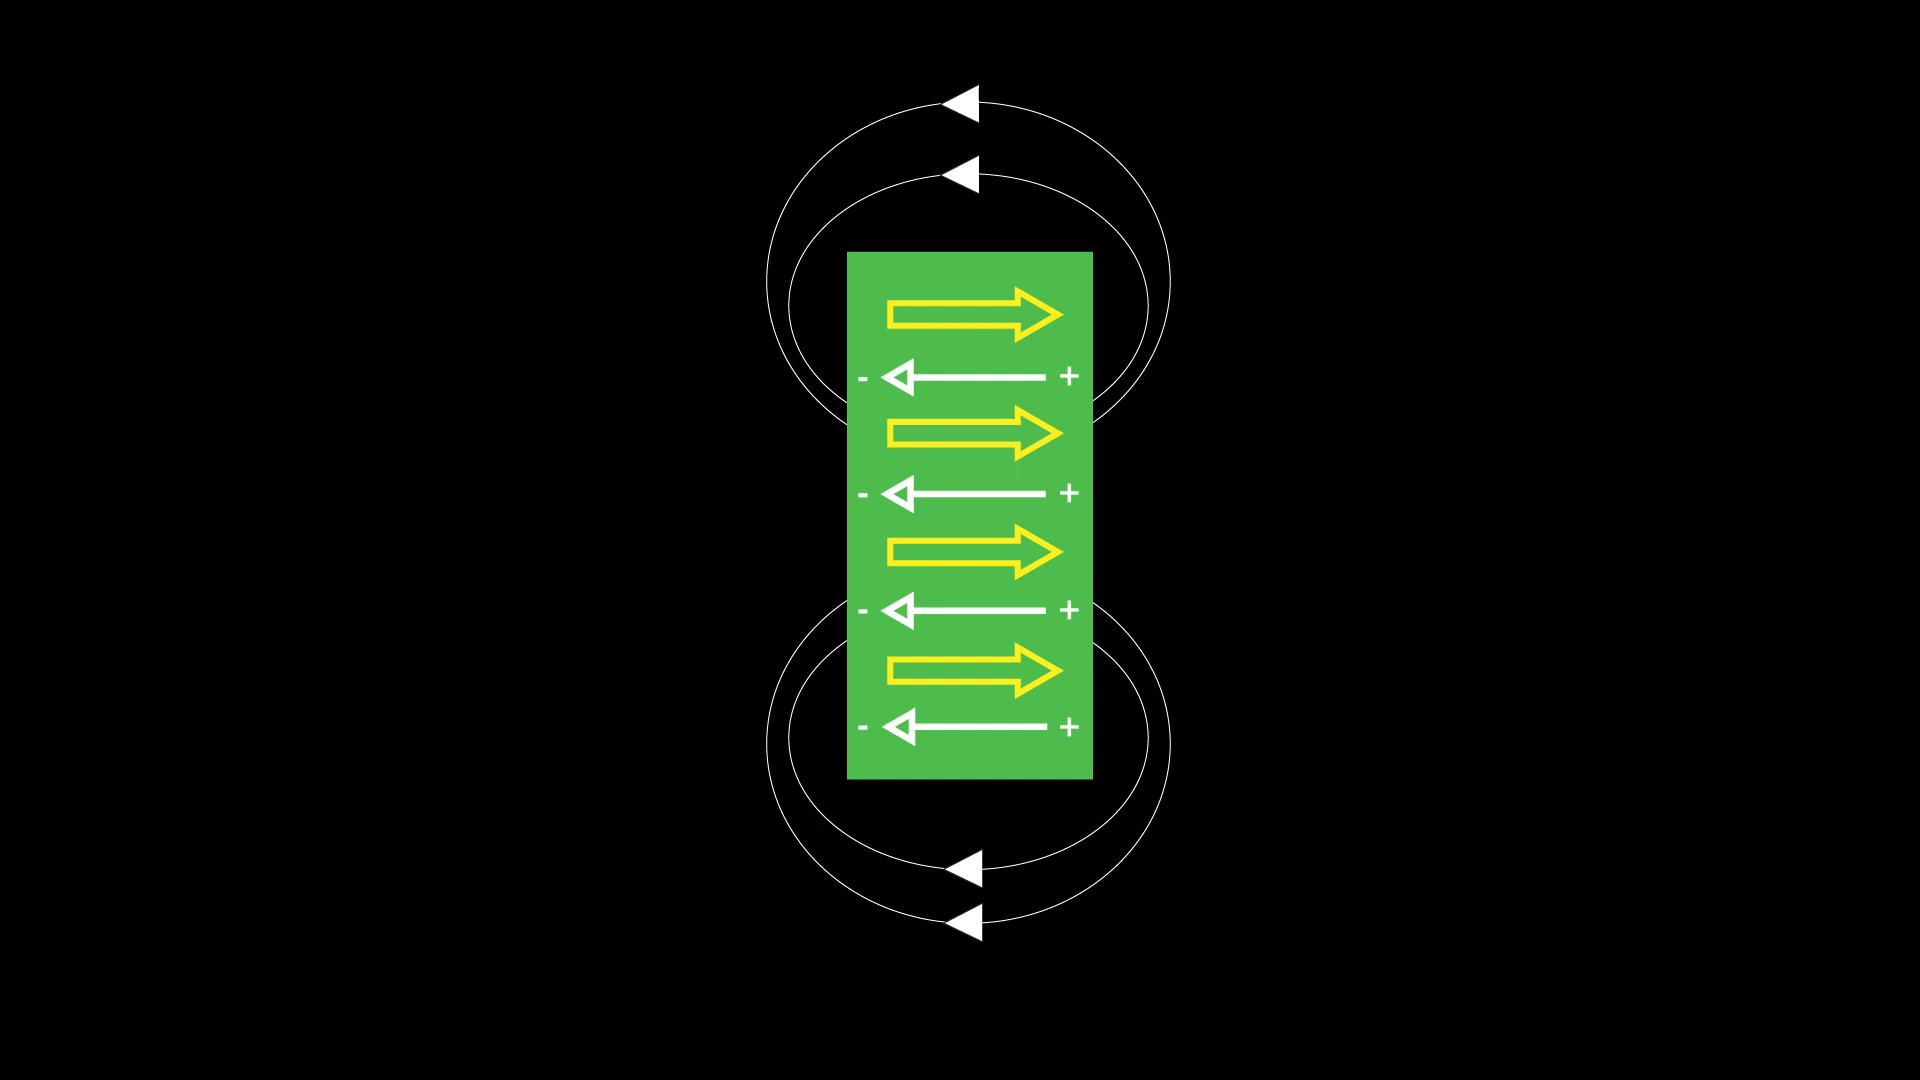 - +
- +
- +
- +